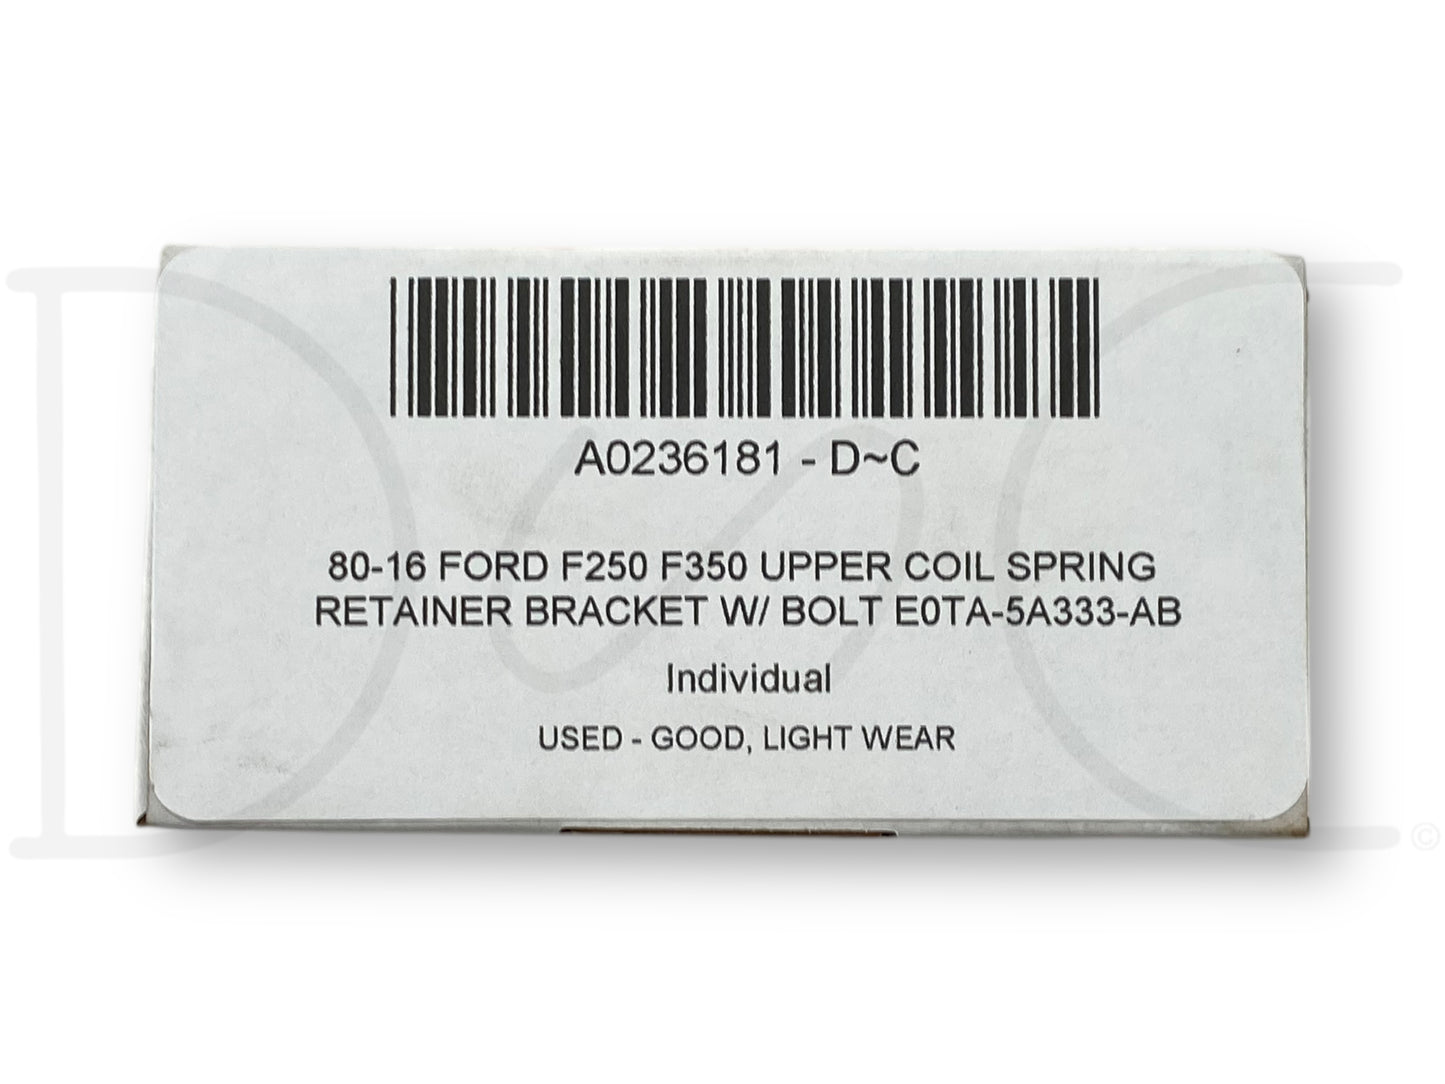 A0236181 - D~C
80-16 FORD F250 F350 UPPER COIL SPRING
RETAINER BRACKET W/ BOLT E0TA-5A333-AB
Individual
USED - GOOD, LIGHT WEAR
D~C ©